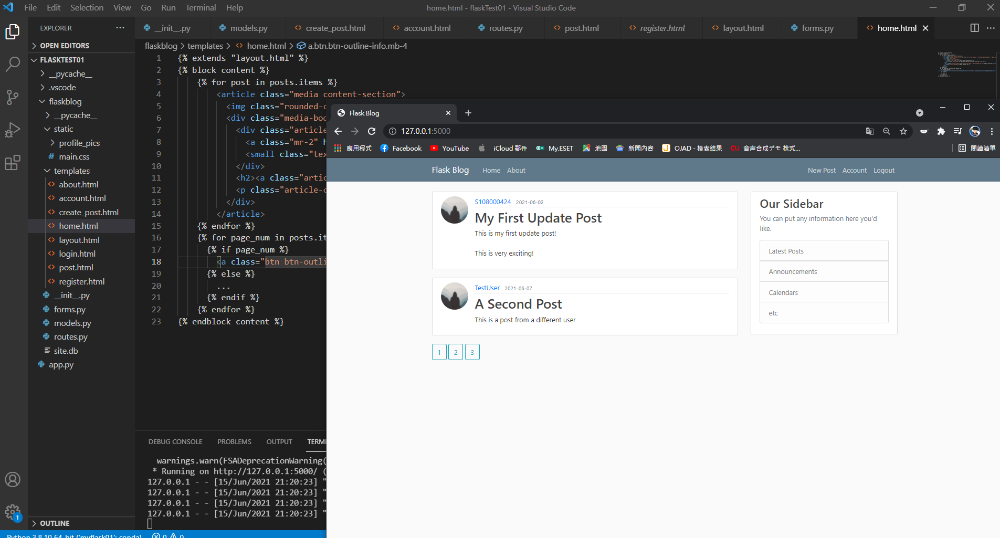 File Edit Selection View Go Run Terminal Help
home.html - flaskTest01 - Visual Studio Code
EXPLORER
OPEN EDITORS
FLASKTEST01
__pycache__
.vscode
flaskblog
__pycache__
static
profile_pics
main.css
templates
about.html
account.html
create_post.html
home.html
layout.html
login.html
post.html
register.html
__init__.py
forms.py
models.py
routes.py
site.db
app.py
OUTLINE
1
Python 3.8.10 64-bit ('myflask01': conda) 0 0
__init__.py models.py create_post.html account.html routes.py post.html register.html layout.html forms.py home.html
flaskblog > templates > home.html > a.btn.btn-outline-info.mb-4
1 {% extends "layout.html" %}
2 {% block content %}
3 {% for post in posts.items %}
4 <article class="media content-section">
5 <img class="rounded-c
6 <div class="media-bod
7 <div class="article
8 <a class="mr-2" h
9 <small class="tex
10 </div>
11 <h2><a class="artic
12 <p class="article-c
13 </div>
14 </article>
15 {% endfor %}
16 {% for page_num in posts.it
17 {% if page_num %}
18 <a class="btn btn-outli
19 {% else %}
20 ...
21 {% endif %}
22 {% endfor %}
23 {% endblock content %}
DEBUG CONSOLE PROBLEMS OUTPUT TERMI
warnings.warn(FSADeprecationWarning(
* Running on http://127.0.0.1:5000/ (
127.0.0.1 - - [15/Jun/2021 21:20:23] "
127.0.0.1 - - [15/Jun/2021 21:20:23] "
127.0.0.1 - - [15/Jun/2021 21:20:23] "
127.0.0.1 - - [15/Jun/2021 21:20:23] "
Flask Blog
127.0.0.1:5000
應用程式 Facebook YouTube iCloud 郵件 My.ESET 地圖 新聞內容 OJAD - 検索結果 音声合成デモ 株式... 閱讀清單
Flask Blog Home About New Post Account Logout
S108000424 2021-06-02
My First Update Post
This is my first update post!
This is very exciting!
TestUser 2021-06-07
A Second Post
This is a post from a different user
1 2 3
Our Sidebar
You can put any information here you'd
like.
Latest Posts
Announcements
Calendars
etc